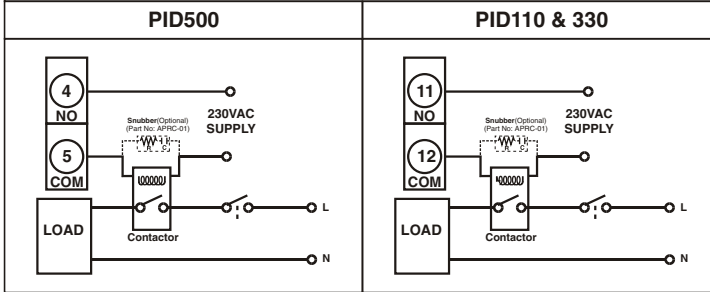 PID500
4
NO
Snubber(Optional)
(Part No: APRC-01)
R C
230VAC
SUPPLY
5
COM
LOAD
Contactor
L
N
PID110 & 330
11
NO
Snubber(Optional)
(Part No: APRC-01)
R C
230VAC
SUPPLY
12
COM
LOAD
Contactor
L
N